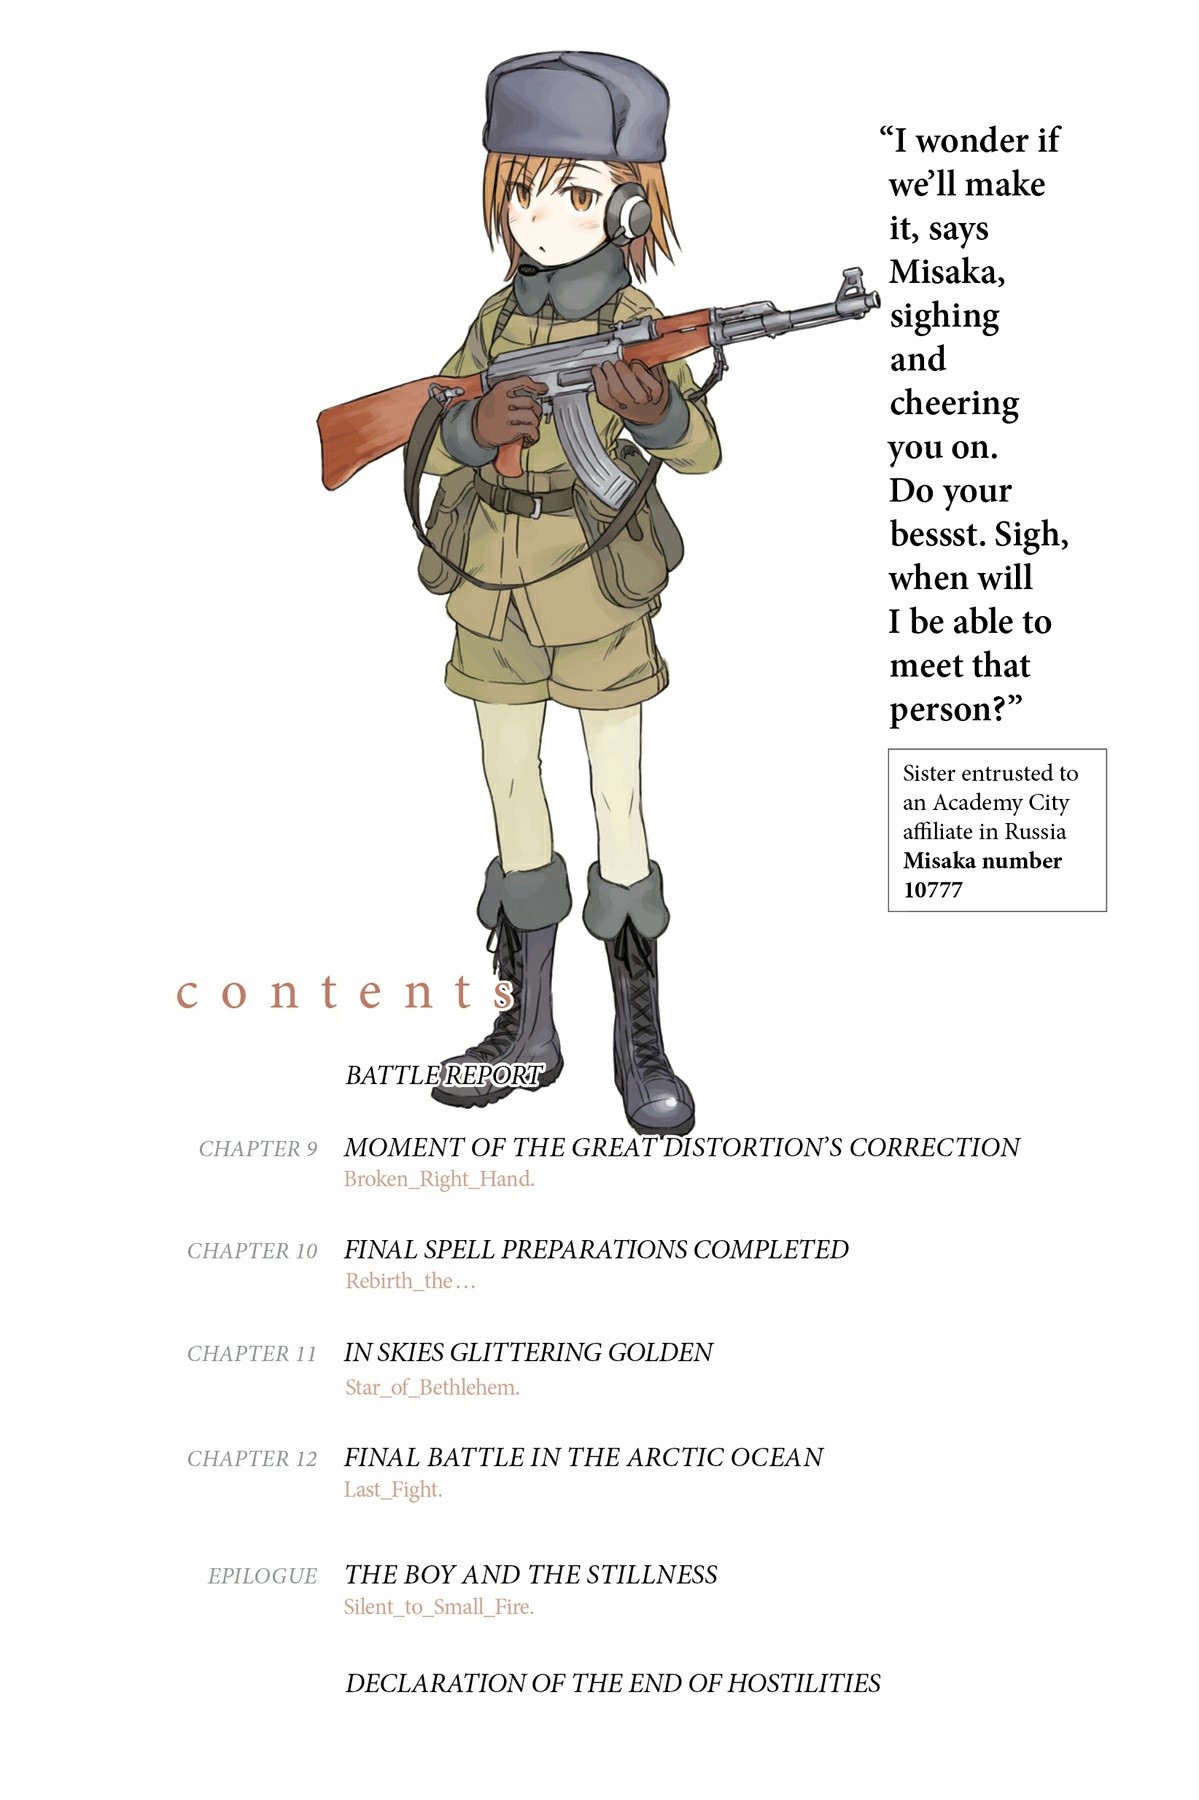 “I wonder if
we’ll make
it, says
Misaka,
sighing
and
cheering
you on.
Do your
bessst. Sigh,
when will
I be able to
meet that
person?”
Sister entrusted to
an Academy City
affiliate in Russia
Misaka number
10777
contents
BATTLE REPORT
CHAPTER 9 MOMENT OF THE GREAT DISTORTION’S CORRECTION
Broken_Right_Hand.
CHAPTER 10 FINAL SPELL PREPARATIONS COMPLETED
Rebirth_the…
CHAPTER 11 IN SKIES GLITTERING GOLDEN
Star_of_Bethlehem.
CHAPTER 12 FINAL BATTLE IN THE ARCTIC OCEAN
Last_Fight.
EPILOGUE THE BOY AND THE STILLNESS
Silent_to_Small_Fire.
DECLARATION OF THE END OF HOSTILITIES